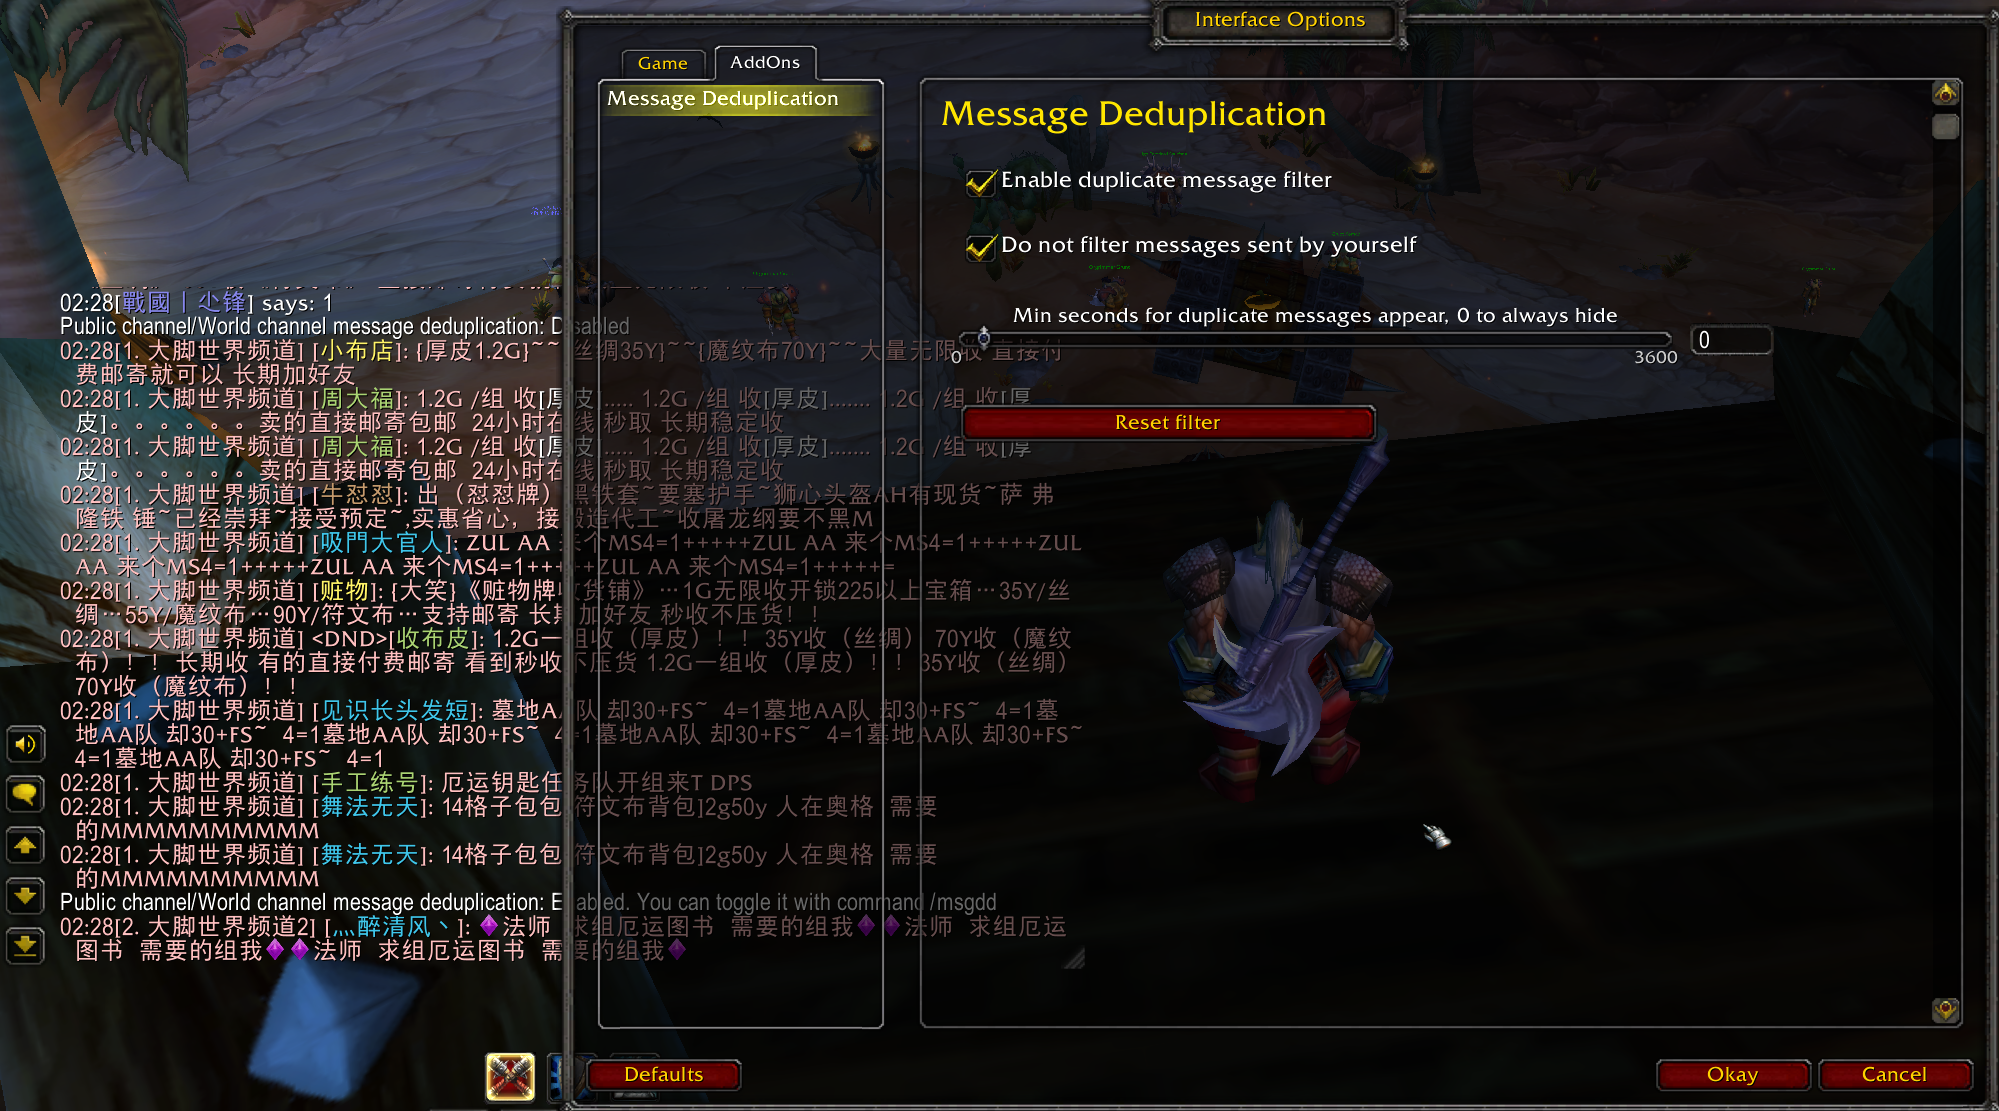 Interface Options
Game
AddOns
Message Deduplication
Message Deduplication
Enable duplicate message filter
Do not filter messages sent by yourself
Min seconds for duplicate messages appear, 0 to always hide
0
3600
0
Reset filter
02:28[戰國丨尐锋] says: 1
Public channel/World channel message deduplication: Disabled
02:28[1. 大脚世界频道] [小布店]: {厚皮1.2G}~~丝绸35Y}~~{魔纹布70Y}~~大量无限收 直接付
费邮寄就可以 长期加好友
02:28[1. 大脚世界频道] [周大福]: 1.2G /组 收[厚皮]..... 1.2G /组 收[厚皮]....... 1.2G /组 收[厚
皮]。。。。。。卖的直接邮寄包邮 24小时在线 秒取 长期稳定收
02:28[1. 大脚世界频道] [周大福]: 1.2G /组 收[厚皮]..... 1.2G /组 收[厚皮]....... 1.2G /组 收[厚
皮]。。。。。。卖的直接邮寄包邮 24小时在线 秒取 长期稳定收
02:28[1. 大脚世界频道] [牛怼怼]: 出（怼怼牌）黑铁套~要塞护手~狮心头盔AH有现货~萨 弗
隆铁 锤~已经崇拜~接受预定~,实惠省心，接锻造代工~收屠龙纲要不黑M
02:28[1. 大脚世界频道] [吸門大官人]: ZUL AA 来个MS4=1+++++ZUL AA 来个MS4=1+++++ZUL
AA 来个MS4=1+++++ZUL AA 来个MS4=1+++++ZUL AA 来个MS4=1+++++=
02:28[1. 大脚世界频道] [赃物]: {大笑}《赃物牌收货铺》…1G无限收开锁225以上宝箱…35Y/丝
绸…55Y/魔纹布…90Y/符文布…支持邮寄 长期加好友 秒收不压货！！
02:28[1. 大脚世界频道] <DND>[收布皮]: 1.2G一组收（厚皮）！！35Y收（丝绸） 70Y收（魔纹
布）！！长期收 有的直接付费邮寄 看到秒收不压货 1.2G一组收（厚皮）！！35Y收（丝绸）
70Y收（魔纹布）！！
02:28[1. 大脚世界频道] [见识长头发短]: 墓地AA队 却30+FS~ 4=1墓地AA队 却30+FS~ 4=1墓
地AA队 却30+FS~ 4=1墓地AA队 却30+FS~ 4=1墓地AA队 却30+FS~ 4=1墓地AA队 却30+FS~
4=1墓地AA队 却30+FS~ 4=1
02:28[1. 大脚世界频道] [手工练号]: 厄运钥匙任务队开组来T DPS
02:28[1. 大脚世界频道] [舞法无天]: 14格子包包[符文布背包]2g50y 人在奥格 需要
的MMMMMMMMMM
02:28[1. 大脚世界频道] [舞法无天]: 14格子包包[符文布背包]2g50y 人在奥格 需要
的MMMMMMMMMM
Public channel/World channel message deduplication: Enabled. You can toggle it with command /msgdd
02:28[2. 大脚世界频道2] [灬醉清风丶]: 法师 求组厄运图书 需要的组我法师 求组厄运
图书 需要的组我法师 求组厄运图书 需要的组我
Defaults
Okay
Cancel